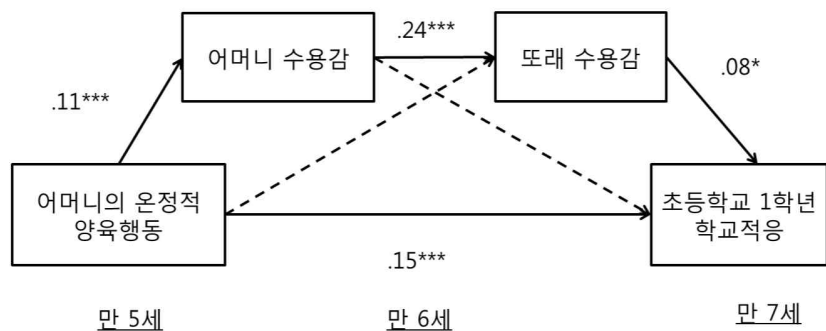 .24***
어머니 수용감
또래 수용감
.08*
.11***
어머니의 온정적
양육행동
초등학교 1학년
학교적응
.15***
만 5세
만 6세
만 7세